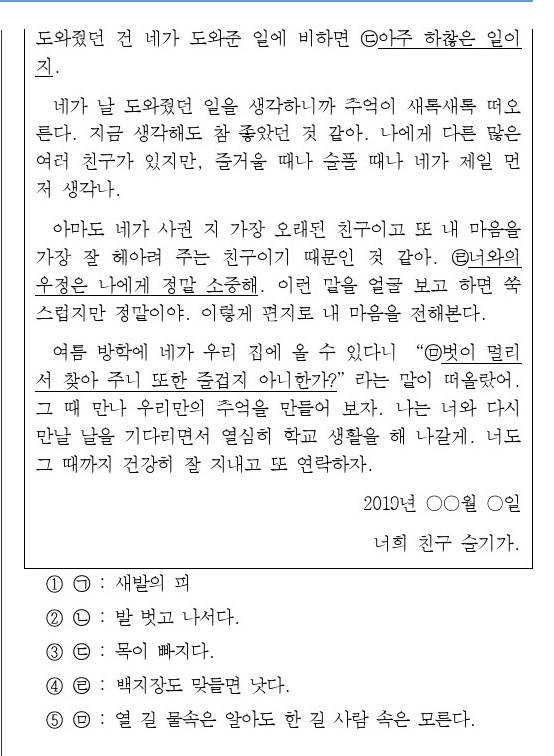 도와줬던 건 네가 도와준 일에 비하면 ㉢아주 하찮은 일이
지.
네가 날 도와줬던 일을 생각하니까 추억이 새록새록 떠오
른다. 지금 생각해도 참 좋았던 것 같아. 나에게 다른 많은
여러 친구가 있지만, 즐거울 때나 슬플 때나 네가 제일 먼
저 생각나.
아마도 네가 사귄 지 가장 오래된 친구이고 또 내 마음을
가장 잘 헤아려 주는 친구이기 때문인 것 같아. ㉣너와의
우정은 나에게 정말 소중해. 이런 말을 얼굴 보고 하면 쑥
스럽지만 정말이야. 이렇게 편지로 내 마음을 전해본다.
여름 방학에 네가 우리 집에 올 수 있다니 “㉤벗이 멀리
서 찾아 주니 또한 즐겁지 아니한가?” 라는 말이 떠올랐어.
그 때 만나 우리만의 추억을 만들어 보자. 나는 너와 다시
만날 날을 기다리면서 열심히 학교 생활을 해 나갈게. 너도
그 때까지 건강히 잘 지내고 또 연락하자.
2019년 ○○월 ○일
너희 친구 슬기가.
① ㉠ : 새발의 피
② ㉡ : 발 벗고 나서다.
③ ㉢ : 목이 빠지다.
④ ㉣ : 백지장도 맞들면 낫다.
⑤ ㉤ : 열 길 물속은 알아도 한 길 사람 속은 모른다.